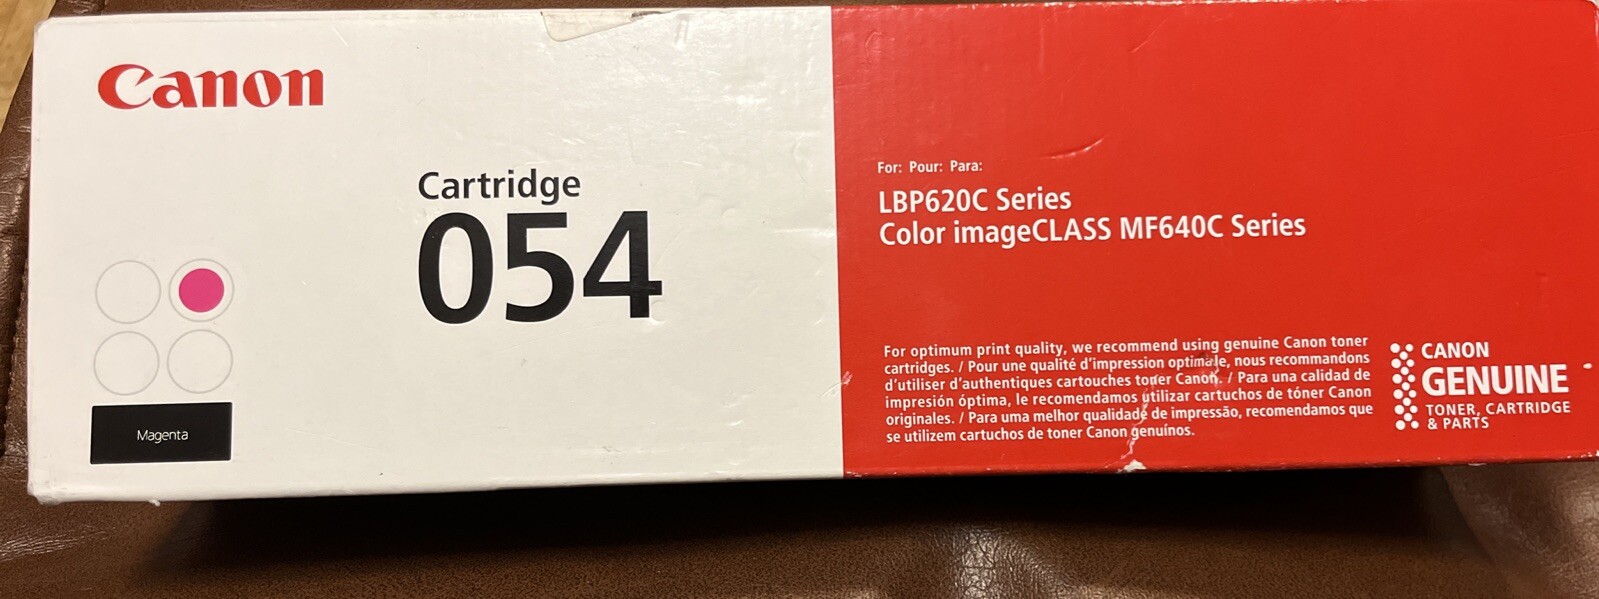 Canon
Cartridge
054
Magenta
For: Pour: Para:
LBP620C Series
Color imageCLASS MF640C Series
For optimum print quality, we recommend using genuine Canon toner
cartridges. / Pour une qualité d'impression optimale, nous recommandons
d'utiliser d'authentiques cartouches toner Canon. / Para una calidad de
impresión óptima, le recomendamos utilizar cartuchos de tóner Canon
originales. / Para uma melhor qualidade de impressão, recomendamos que
se utilizem cartuchos de toner Canon genuínos.
CANON
GENUINE
TONER, CARTRIDGE
& PARTS